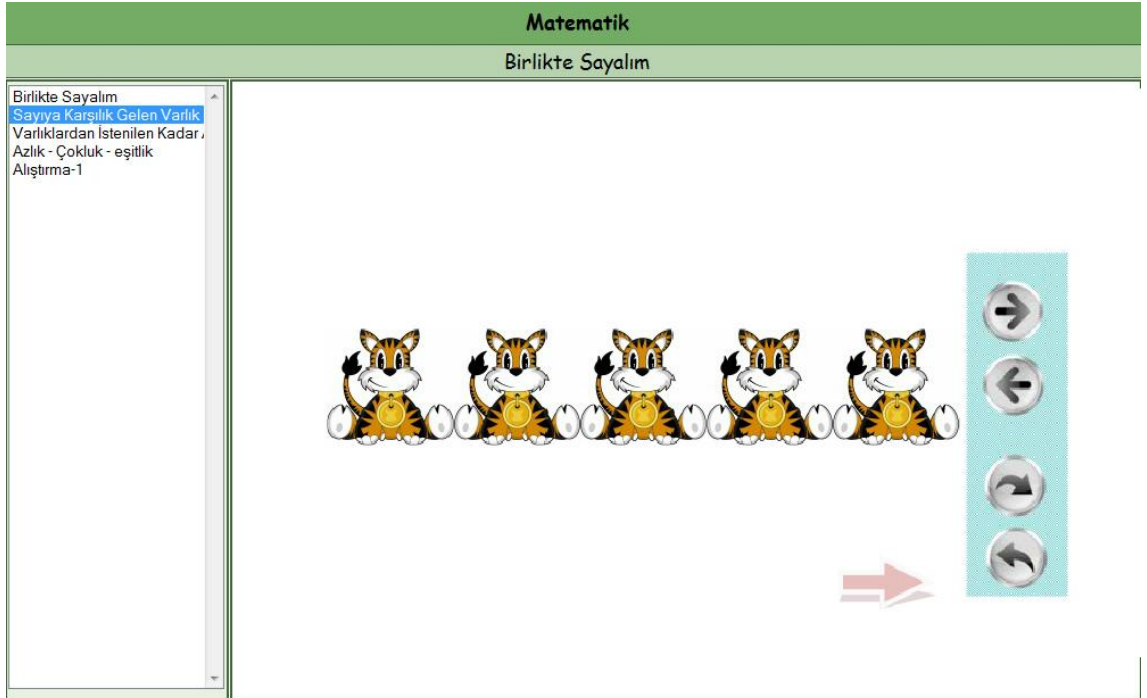 Matematik
Birlikte Sayalım
Birlikte Sayalım
Sayıya Karşılık Gelen Varlık
Varlıklardan İstenilen Kadar
Azlık - Çokluk - eşitlik
Alıştırma-1